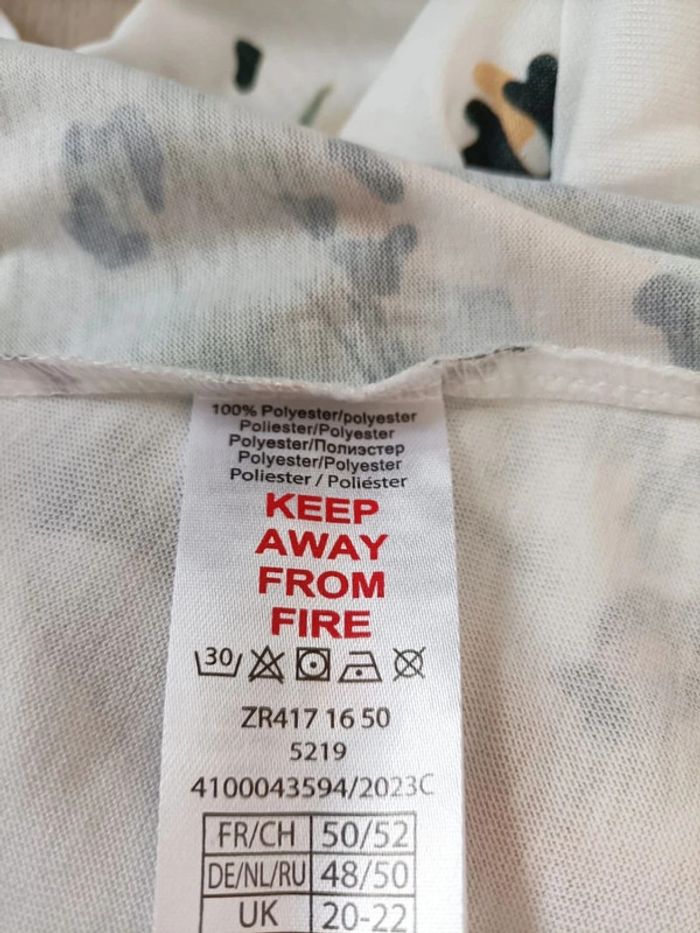 100% Polyester/polyester
Poliester/Polyester
Polyester/Полиэстер
Polyester/Polyester
Poliester / Poliéster
KEEP
AWAY
FROM
FIRE
30
ZR417 16 50
5219
4100043594/2023C
FR/CH 50/52
DE/NL/RU 48/50
UK 20-22